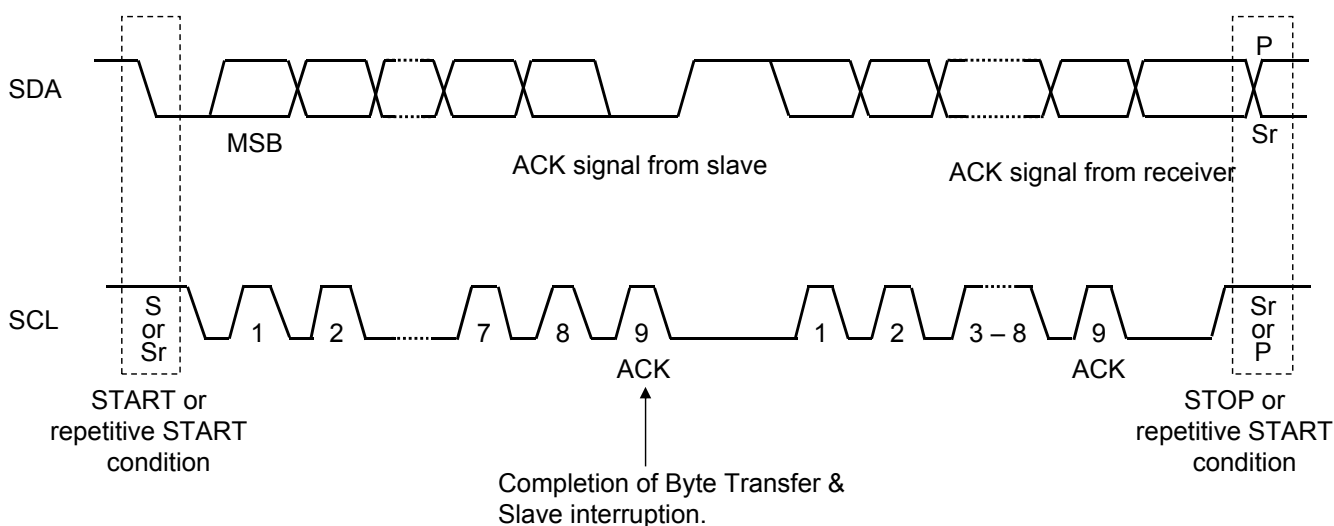 P
SDA
MSB
Sr
ACK signal from slave
ACK signal from receiver
SCL
S
or
Sr
1
2
7
8
9
1
2
3 – 8
9
Sr
or
P
ACK
ACK
START or
repetitive START
condition
STOP or
repetitive START
condition
Completion of Byte Transfer &
Slave interruption.